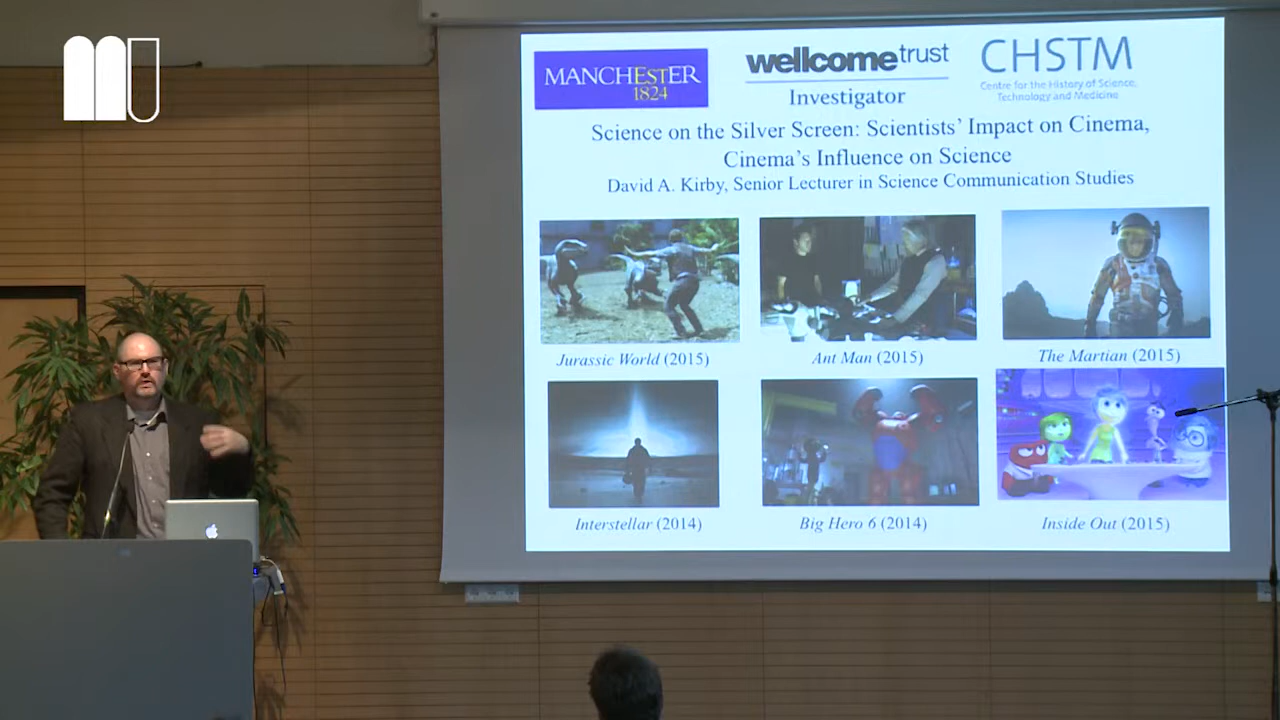 MANCHEstER
1824
wellcometrust
Investigator
CHSTM
Centre for the History of Science,
Technology and Medicine
Science on the Silver Screen: Scientists' Impact on Cinema,
Cinema's Influence on Science
David A. Kirby, Senior Lecturer in Science Communication Studies
Jurassic World (2015)
Ant Man (2015)
The Martian (2015)
Interstellar (2014)
Big Hero 6 (2014)
Inside Out (2015)